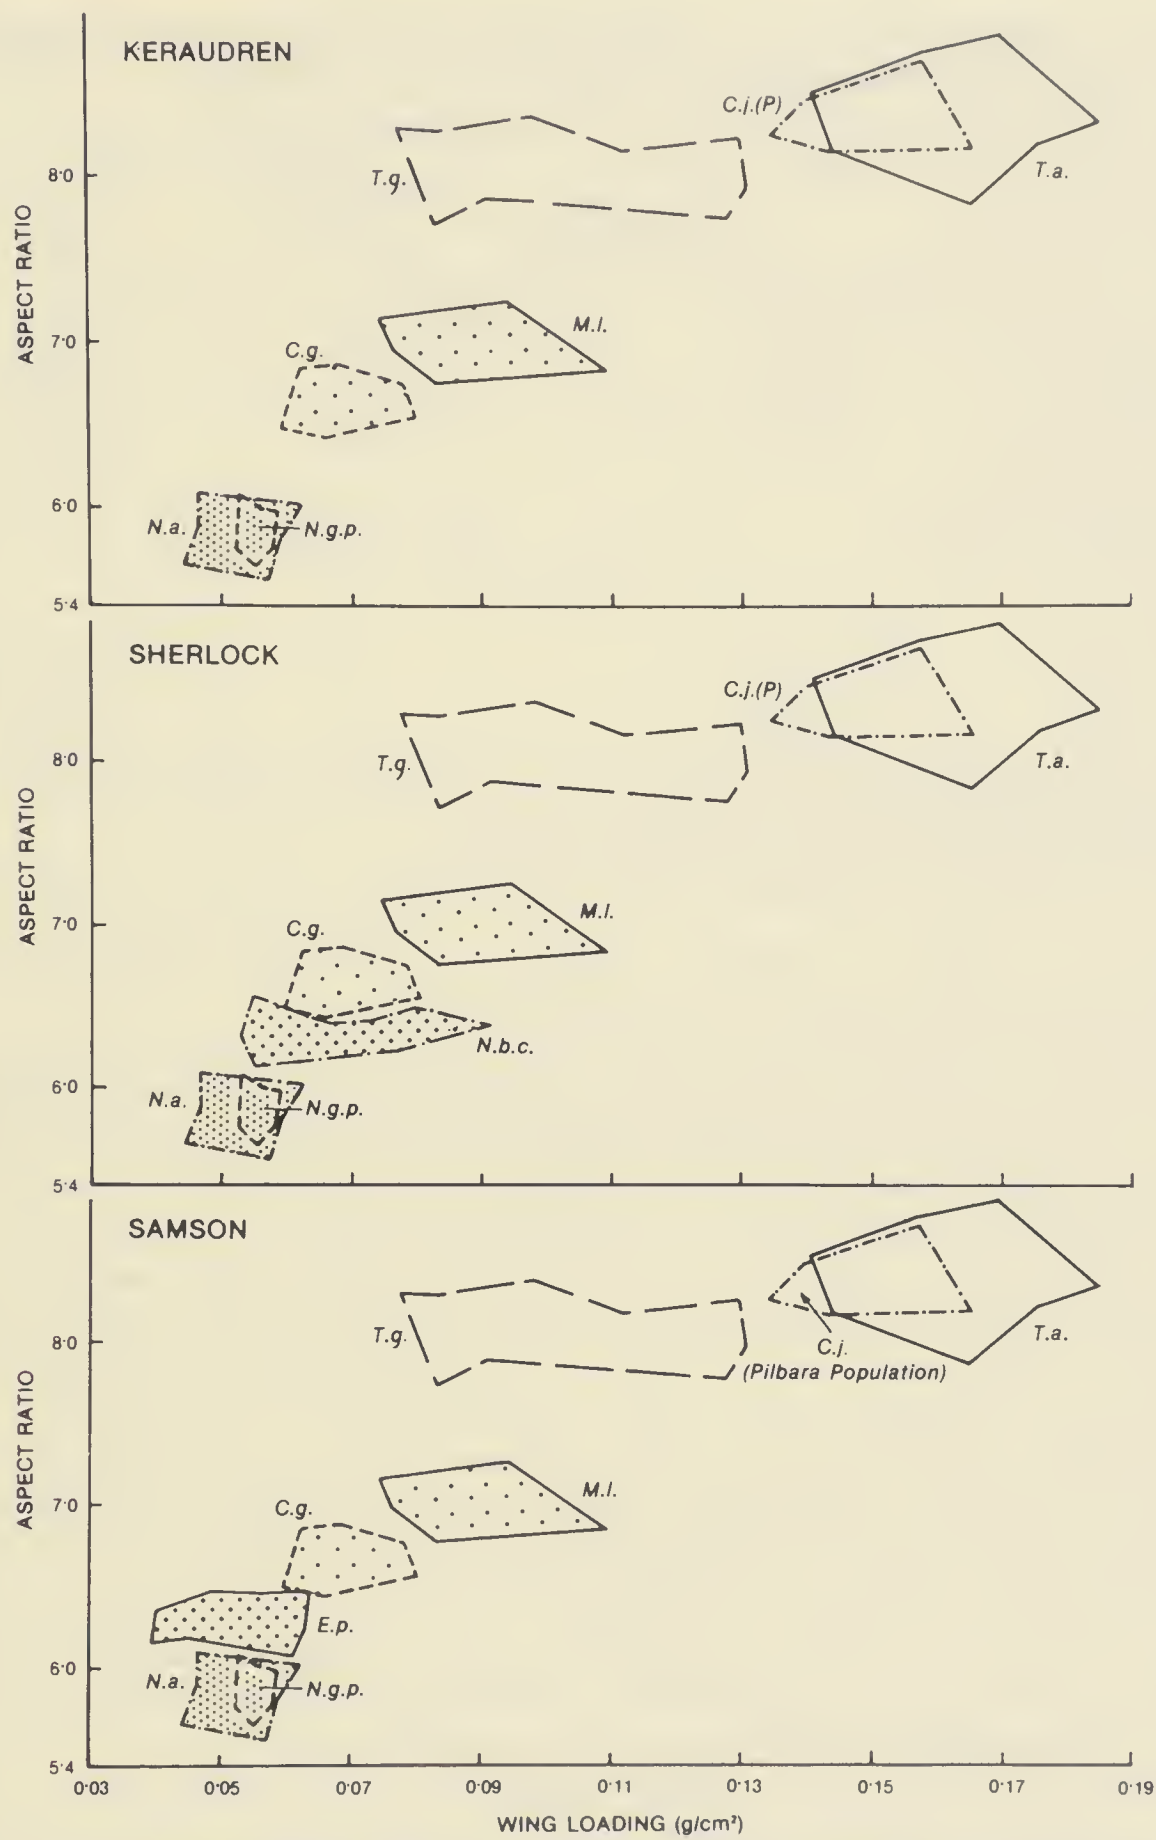 KERAUDREN
C.j.(P)
T.g.
T.a.
8·0
ASPECT RATIO
M.l.
7·0
C.g.
6·0
N.a.
N.g.p.
5·4
SHERLOCK
C.j.(P)
T.g.
T.a.
8·0
ASPECT RATIO
M.l.
7·0
C.g.
N.b.c.
6·0
N.a.
N.g.p.
5·4
SAMSON
T.g.
8·0
C.j.
(Pilbara Population)
T.a.
ASPECT RATIO
M.l.
7·0
C.g.
E.p.
6·0
N.a.
N.g.p.
5·4
0·03 0·05 0·07 0·09 0·11 0·13 0·15 0·17 0·19
WING LOADING (g/cm²)